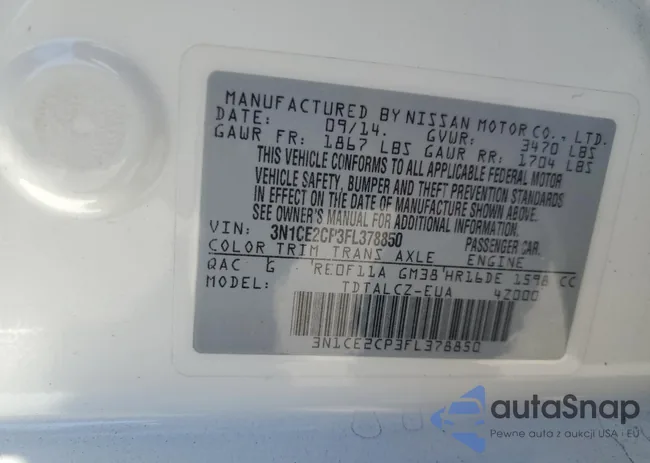 MANUFACTURED BY NISSAN MOTOR CO., LTD.
DATE: 09/14. GVWR: 3470 LBS
GAWR FR: 1867 LBS GAWR RR: 1704 LBS
THIS VEHICLE CONFORMS TO ALL APPLICABLE FEDERAL MOTOR
VEHICLE SAFETY, BUMPER AND THEFT PREVENTION STANDARDS
IN EFFECT ON THE DATE OF MANUFACTURE SHOWN ABOVE.
SEE OWNER'S MANUAL FOR ADDITIONAL INFORMATION.
VIN: 3N1CE2CP3FL378850 PASSENGER CAR.
COLOR TRIM TRANS AXLE ENGINE
QAC G RE0F11A GM38 HR16DE 1598 CC
MODEL: TDTALCZ-EUA 4Z000
3N1CE2CP3FL378850
autaSnap
Pewne auta z aukcji USA i EU